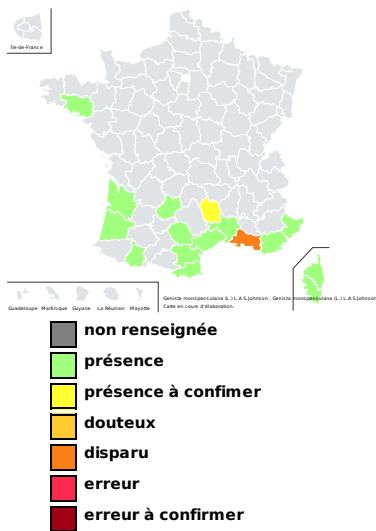 Île-de-France
Guadeloupe Martinique Guyane La Réunion Mayotte
Genista monspessulana (L.) L.A.S.Johnson , Genista monspessulana (L.) L.A.S.Johnson
Carte en cours d'élaboration.
non renseignée
présence
présence à confimer
douteux
disparu
erreur
erreur à confirmer